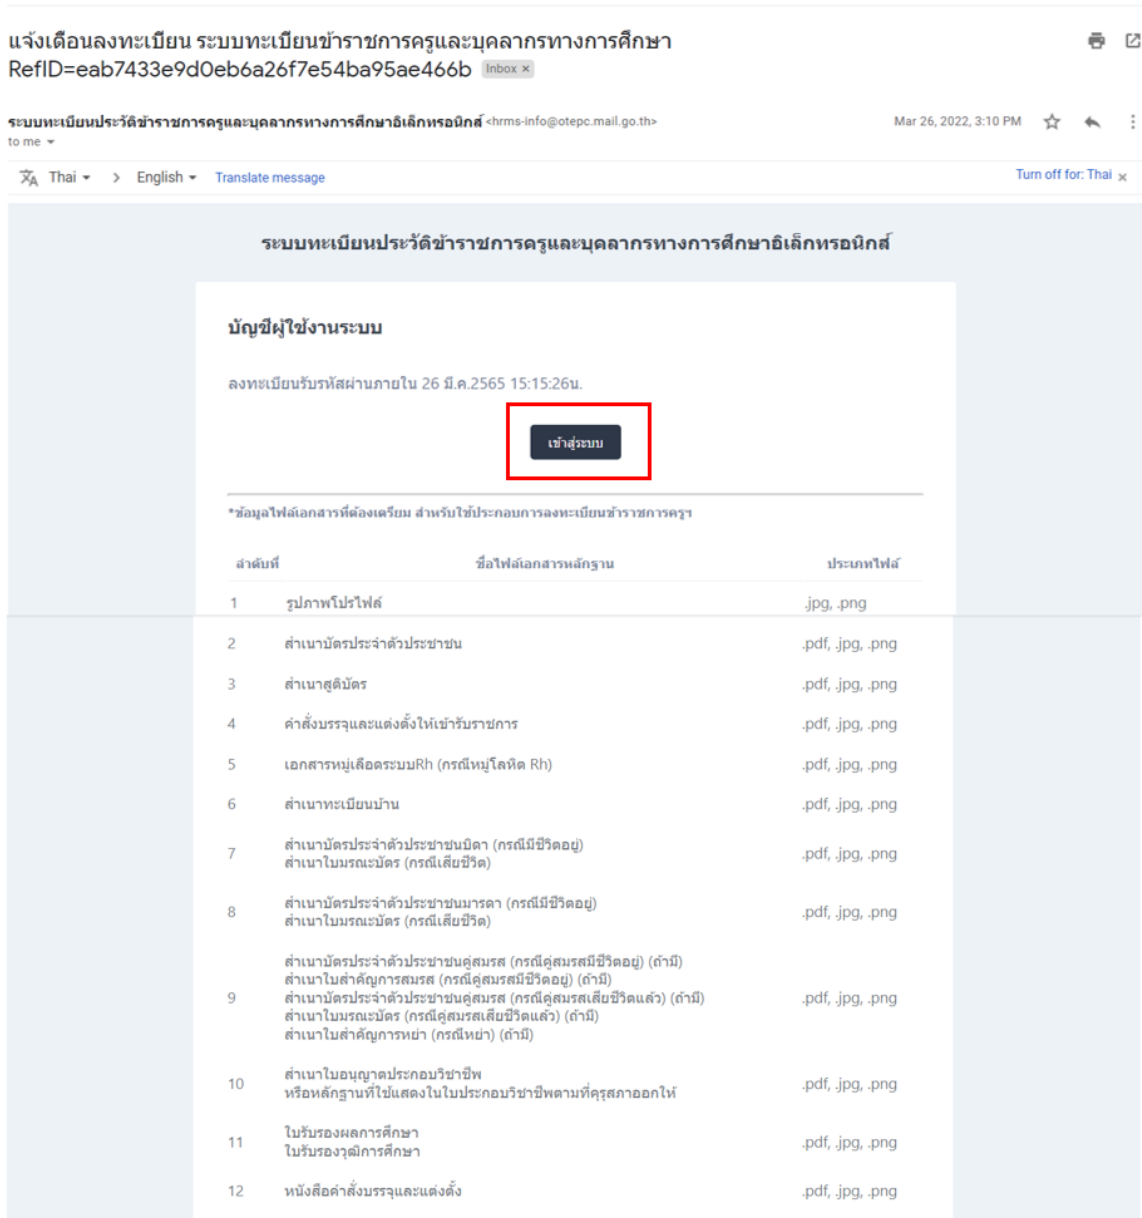 แจ้งเตือนลงทะเบียน ระบบทะเบียนข้าราชการครูและบุคลากรทางการศึกษา
RefID=eab7433e9d0eb6a26f7e54ba95ae466b Inbox ×
ระบบทะเบียนประวัติข้าราชการครูและบุคลากรทางการศึกษาอิเล็กทรอนิกส์ <hrms-info@otepc.mail.go.th> Mar 26, 2022, 3:10 PM
to me
Thai > English Translate message Turn off for: Thai ×
ระบบทะเบียนประวัติข้าราชการครูและบุคลากรทางการศึกษาอิเล็กทรอนิกส์
บัญชีผู้ใช้งานระบบ
ลงทะเบียนรับรหัสผ่านภายใน 26 มี.ค.2565 15:15:26น.
เข้าสู่ระบบ
*ข้อมูลไฟล์เอกสารที่ต้องเตรียม สำหรับใช้ประกอบการลงทะเบียนข้าราชการครูฯ
ลำดับที่ ชื่อไฟล์เอกสารหลักฐาน ประเภทไฟล์
1 รูปภาพโปรไฟล์ .jpg, .png
2 สำเนาบัตรประจำตัวประชาชน .pdf, .jpg, .png
3 สำเนาสูติบัตร .pdf, .jpg, .png
4 คำสั่งบรรจุและแต่งตั้งให้เข้ารับราชการ .pdf, .jpg, .png
5 เอกสารหมู่เลือดระบบRh (กรณีหมู่โลหิต Rh) .pdf, .jpg, .png
6 สำเนาทะเบียนบ้าน .pdf, .jpg, .png
7 สำเนาบัตรประจำตัวประชาชนบิดา (กรณีมีชีวิตอยู่) .pdf, .jpg, .png
สำเนาใบมรณะบัตร (กรณีเสียชีวิต)
8 สำเนาบัตรประจำตัวประชาชนมารดา (กรณีมีชีวิตอยู่) .pdf, .jpg, .png
สำเนาใบมรณะบัตร (กรณีเสียชีวิต)
สำเนาบัตรประจำตัวประชาชนคู่สมรส (กรณีคู่สมรสมีชีวิตอยู่) (ถ้ามี)
สำเนาใบสำคัญการสมรส (กรณีคู่สมรสมีชีวิตอยู่) (ถ้ามี)
9 สำเนาบัตรประจำตัวประชาชนคู่สมรส (กรณีคู่สมรสเสียชีวิตแล้ว) (ถ้ามี) .pdf, .jpg, .png
สำเนาใบมรณะบัตร (กรณีคู่สมรสเสียชีวิตแล้ว) (ถ้ามี)
สำเนาใบสำคัญการหย่า (กรณีหย่า) (ถ้ามี)
10 สำเนาใบอนุญาตประกอบวิชาชีพ .pdf, .jpg, .png
หรือหลักฐานที่ใช้แสดงในใบประกอบวิชาชีพตามที่คุรุสภาออกให้
11 ใบรับรองผลการศึกษา .pdf, .jpg, .png
ใบรับรองวุฒิการศึกษา
12 หนังสือคำสั่งบรรจุและแต่งตั้ง .pdf, .jpg, .png